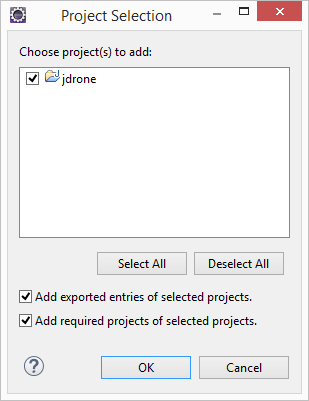 Project Selection
Choose project(s) to add:
jdrone
Select All
Deselect All
Add exported entries of selected projects.
Add required projects of selected projects.
?
OK
Cancel